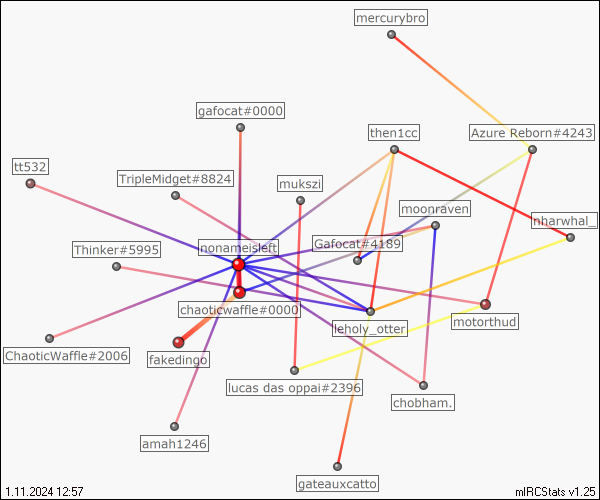 mercurybro
gafocat#0000
then1cc
Azure Reborn#4243
tt532
TripleMidget#8824
mukszi
moonraven
nharwhal_
Thinker#5995
nonameisleft
Gafocat#4189
chaoticwaffle#0000
leholy_otter
motorthud
ChaoticWaffle#2006
fakedingo
lucas das oppai#2396
chobham.
amah1246
gateauxcatto
1.11.2024 12:57
mIRCStats v1.25